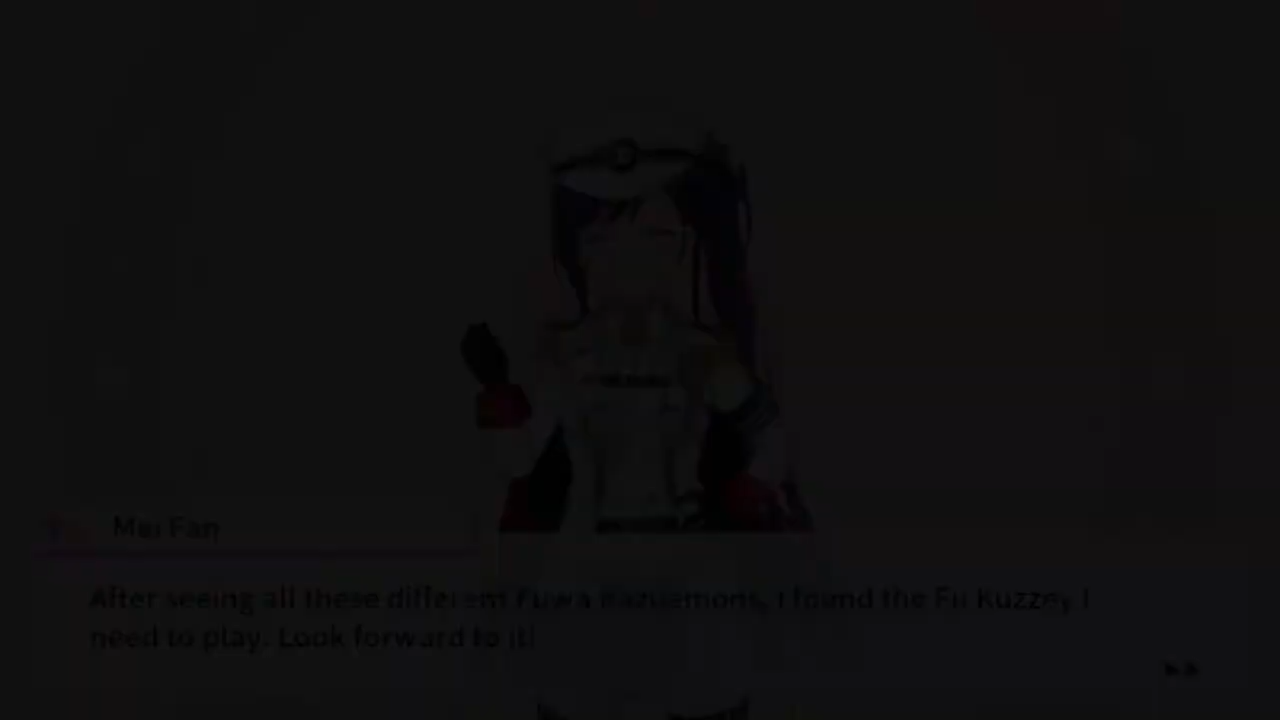 Mei Fan
After seeing all these different Fuwa Kazuemons, I found the Fu Kuzzey I
need to play. Look forward to it!